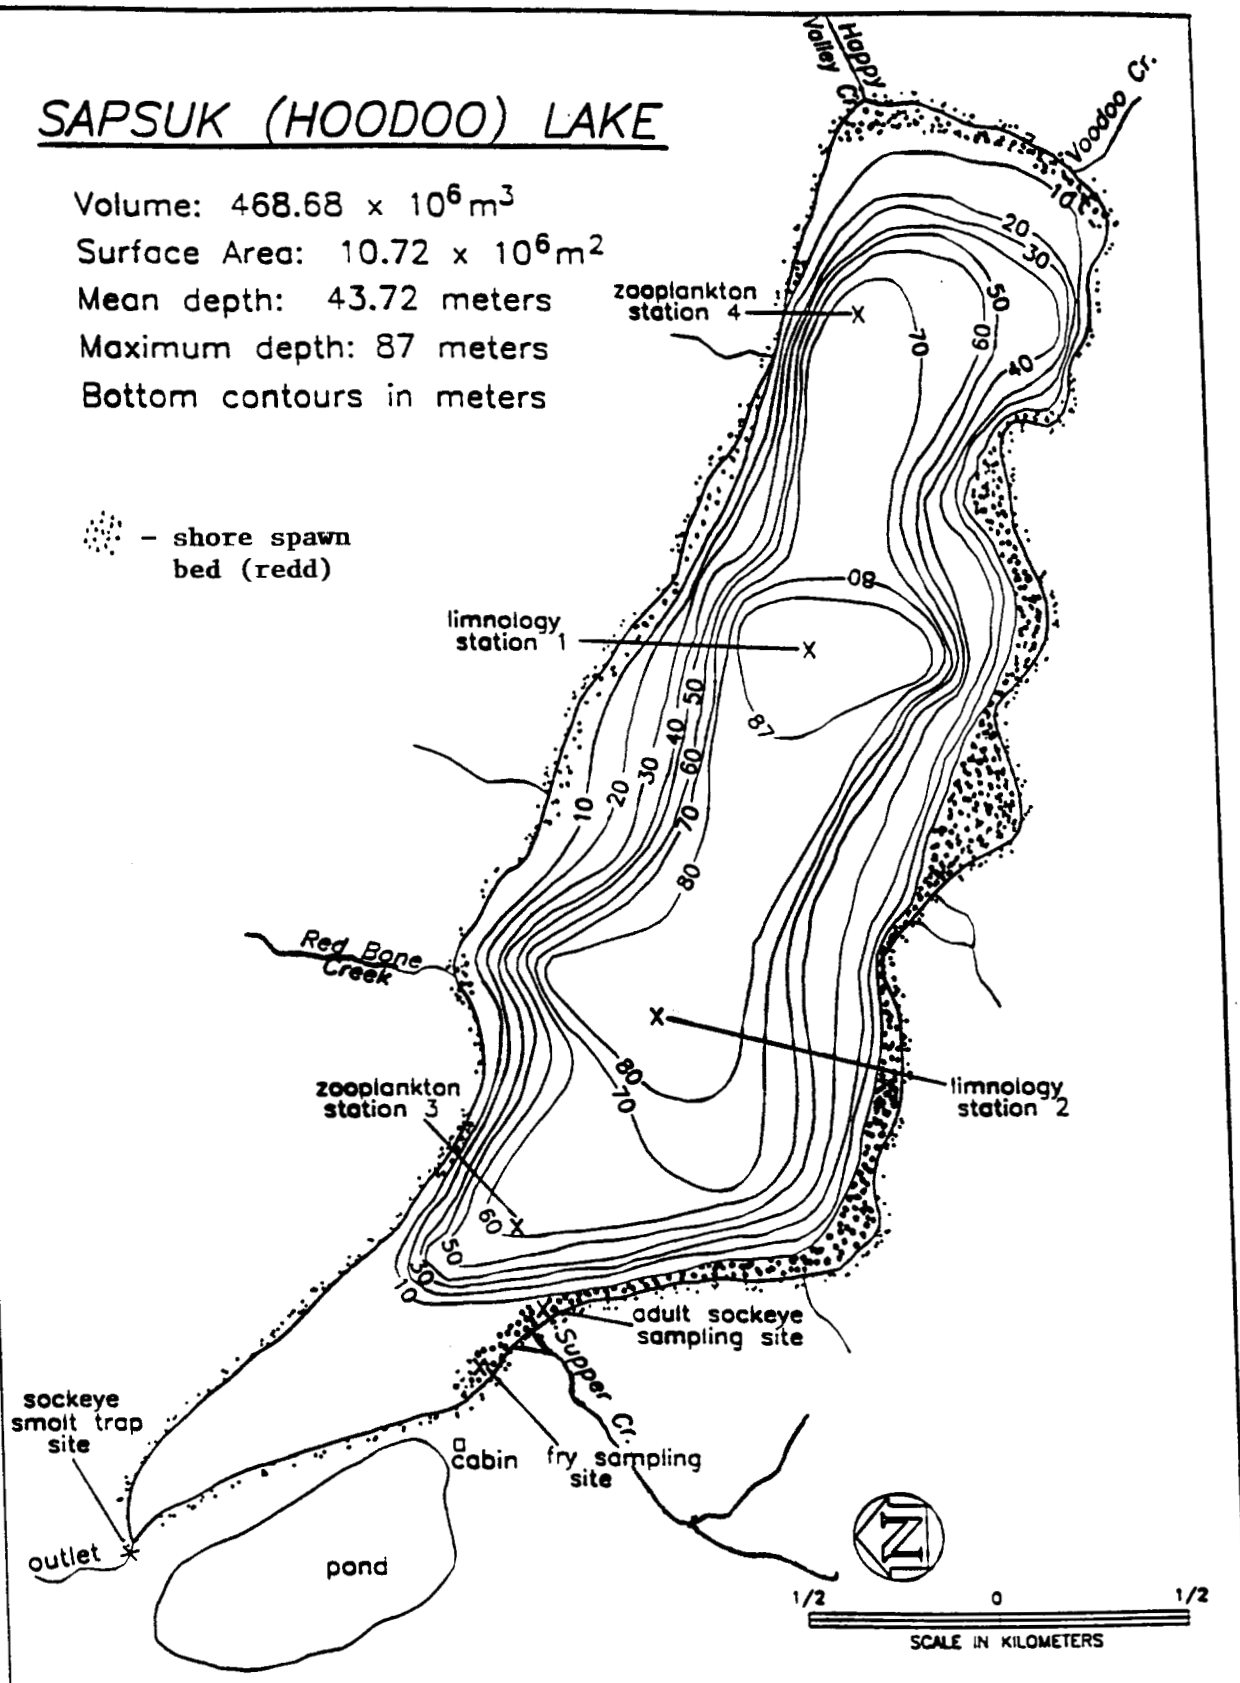 SAPSUK (HOODOO) LAKE
Volume: 468.68 x 10⁶m³
Surface Area: 10.72 x 10⁶m²
Mean depth: 43.72 meters
Maximum depth: 87 meters
Bottom contours in meters
- shore spawn
bed (redd)
Happy
Valley Cr.
Voodoo Cr.
10
20
30
50
60
40
70
zooplankton
station 4
X
80
limnology
station 1
X
87
50
40
60
30
20
10
70
80
Red Bone
Creek
X
80
70
limnology
station 2
zooplankton
station 3
60
X
50
30
10
adult sockeye
sampling site
Supper Cr.
sockeye
smolt trap
site
cabin
fry sampling
site
outlet
pond
N
1/2 0 1/2
SCALE IN KILOMETERS